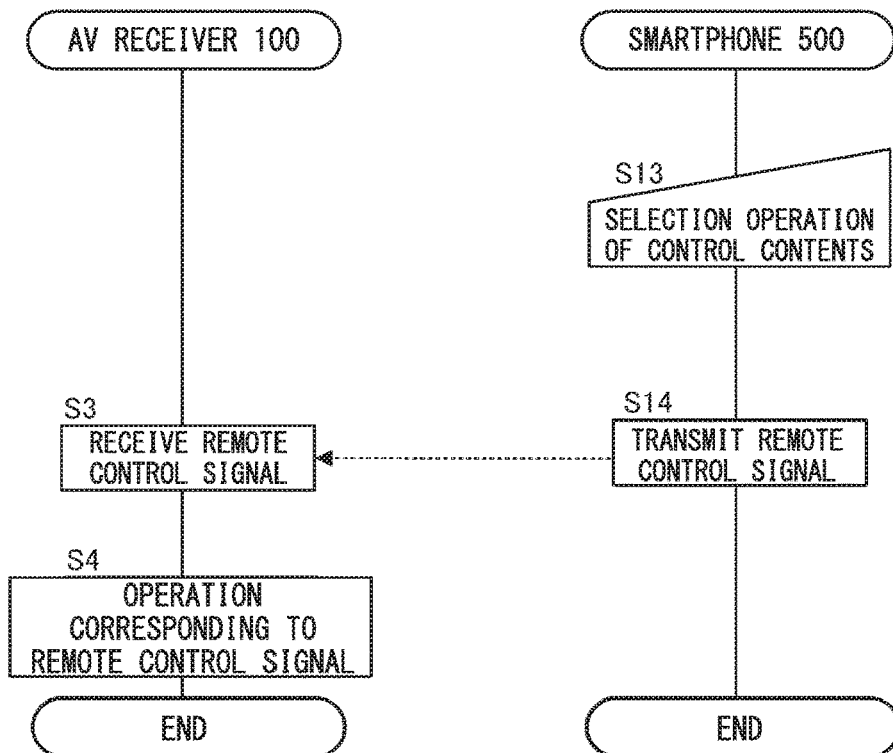 AV RECEIVER 100
SMARTPHONE 500
S13
SELECTION OPERATION
OF CONTROL CONTENTS
S3
RECEIVE REMOTE
CONTROL SIGNAL
S14
TRANSMIT REMOTE
CONTROL SIGNAL
S4
OPERATION
CORRESPONDING TO
REMOTE CONTROL SIGNAL
END
END